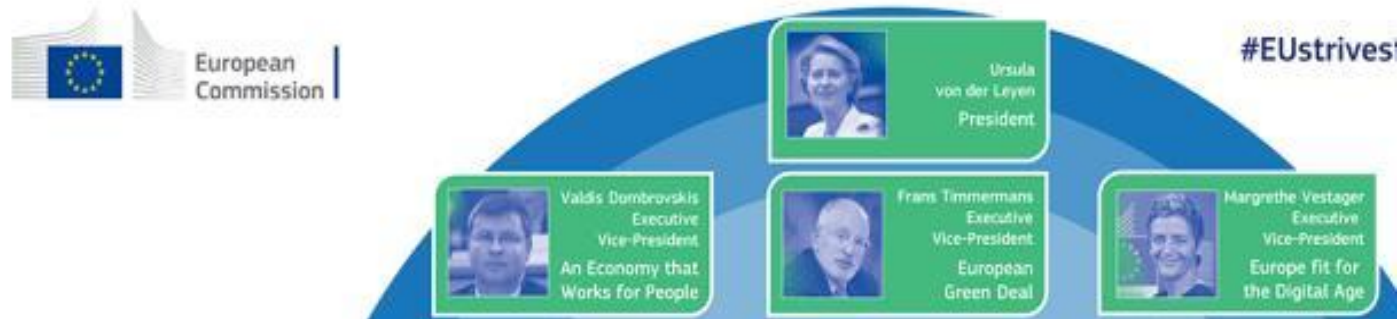 European
Commission
#EUstrives
Ursula
von der Leyen
President
Valdis Dombrovskis
Executive
Vice-President
An Economy that
Works for People
Frans Timmermans
Executive
Vice-President
European
Green Deal
Margrethe Vestager
Executive
Vice-President
Europe fit for
the Digital Age